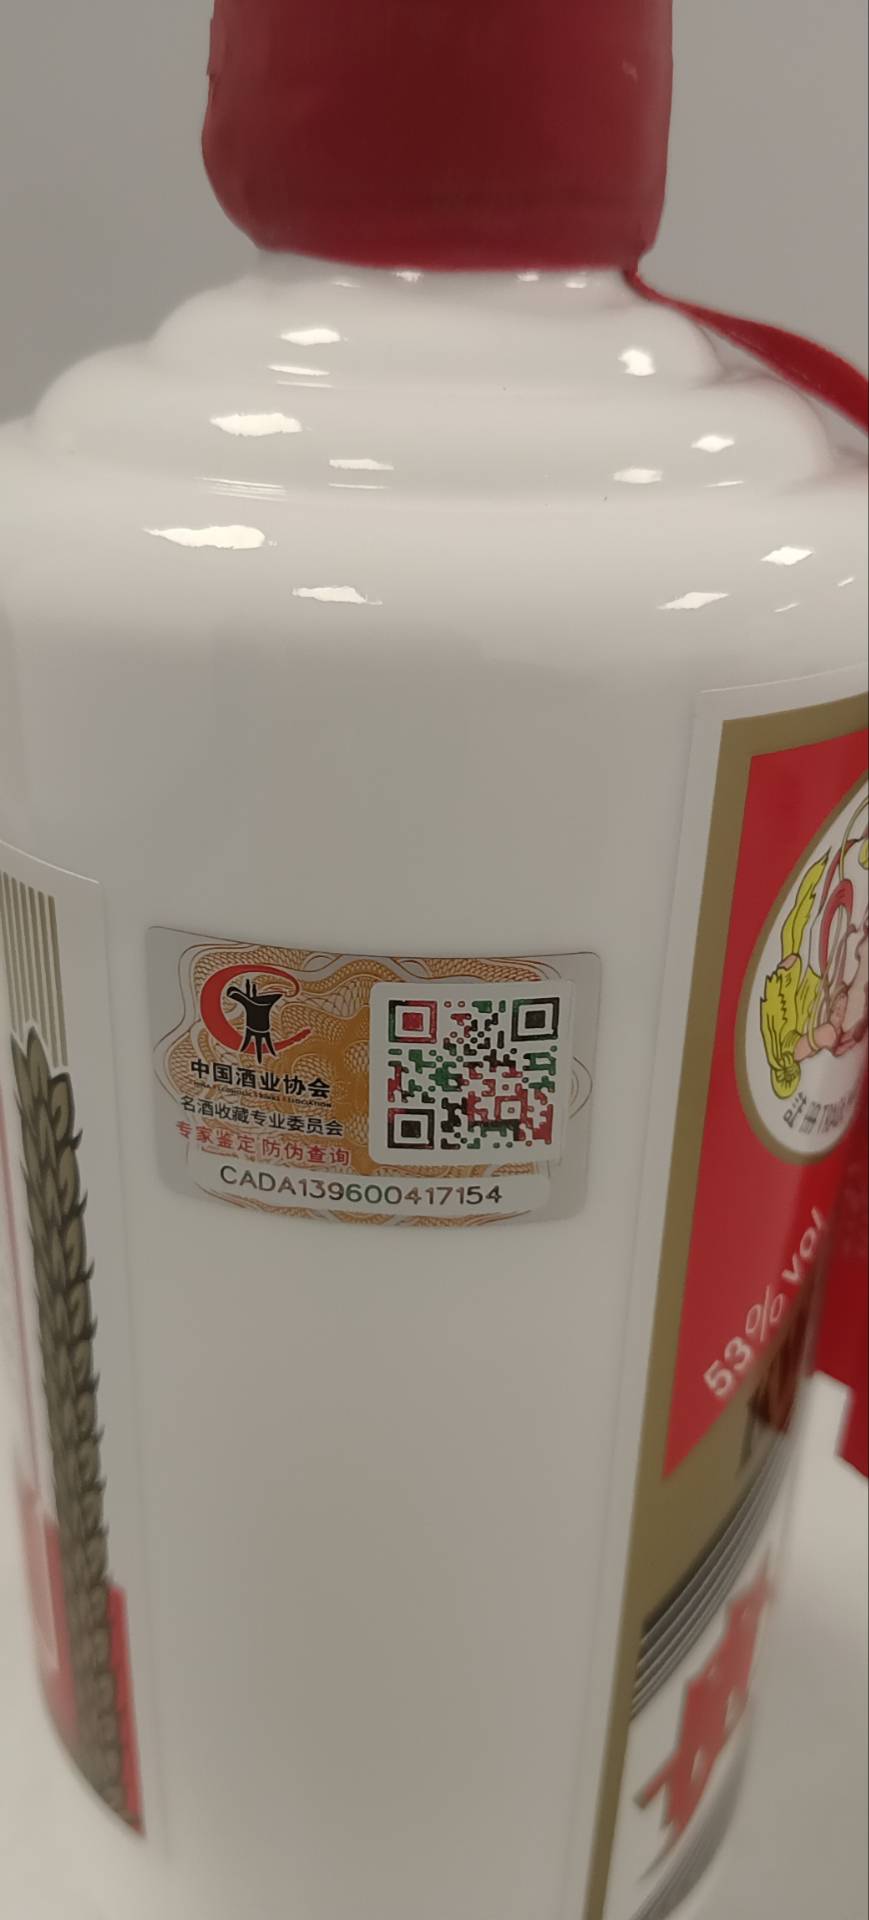 中国酒业协会
名酒收藏专业委员会
专家鉴定 防伪查询
CADA139600417154
53% vol